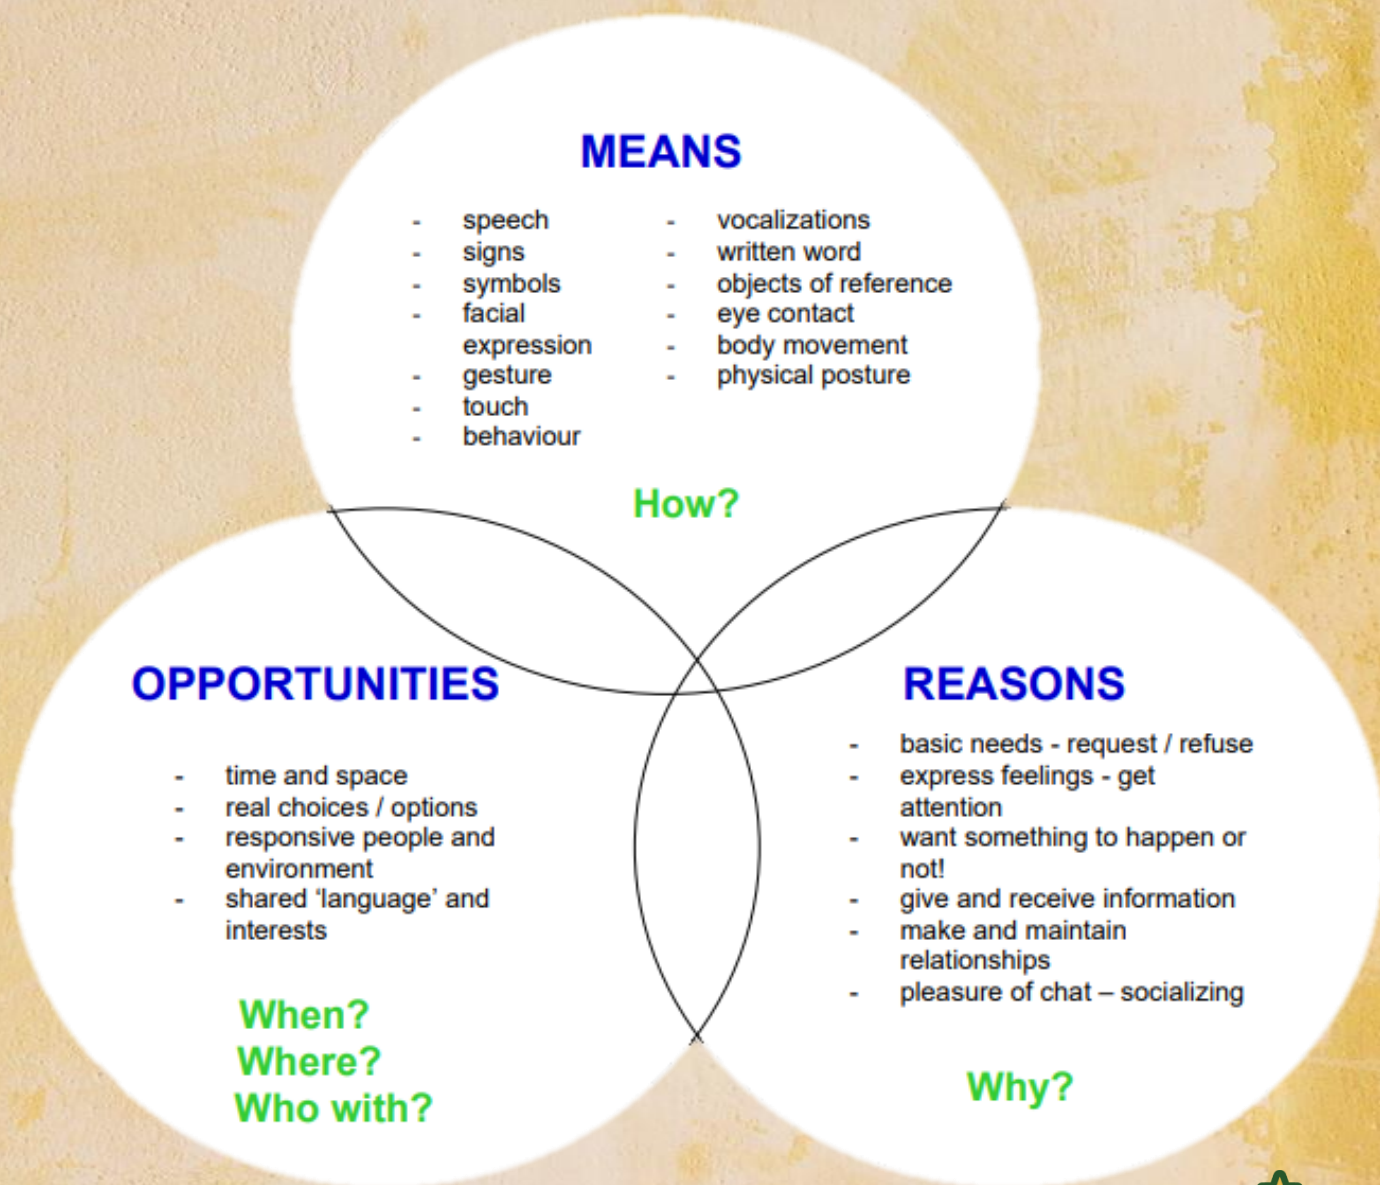 MEANS
- speech
- signs
- symbols
- facial
expression
- gesture
- touch
- behaviour
- vocalizations
- written word
- objects of reference
- eye contact
- body movement
- physical posture
How?
OPPORTUNITIES
- time and space
- real choices / options
- responsive people and
environment
- shared ‘language’ and
interests
When?
Where?
Who with?
REASONS
- basic needs - request / refuse
- express feelings - get
attention
- want something to happen or
not!
- give and receive information
- make and maintain
relationships
- pleasure of chat – socializing
Why?